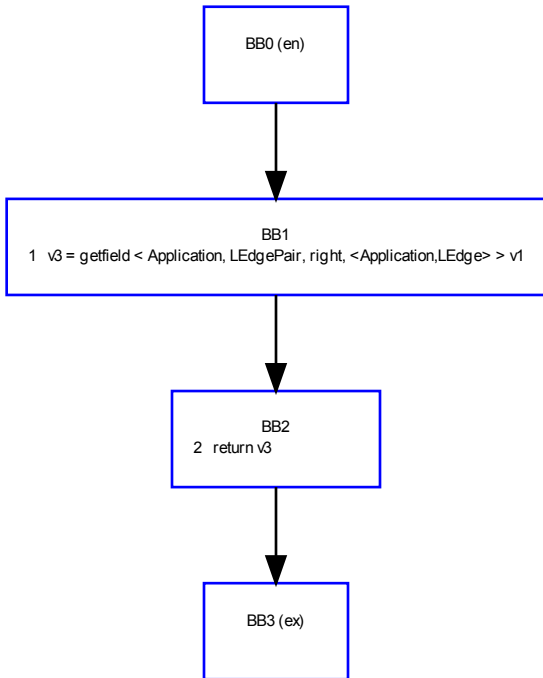 BB0 (en)
BB1
1 v3 = getfield < Application, LEdgePair, right, <Application,LEdge> > v1
BB2
2 return v3
BB3 (ex)